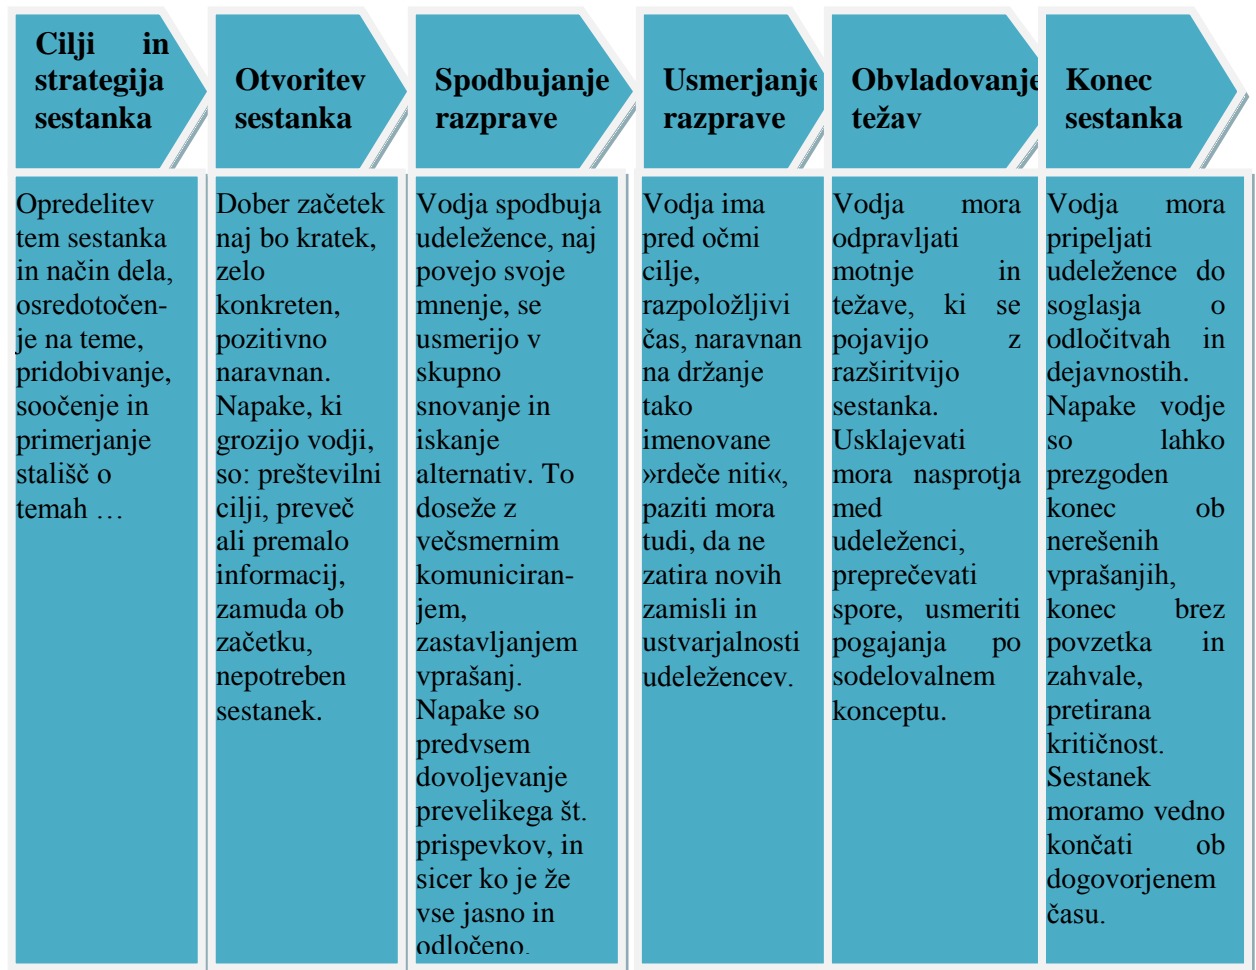 Cilji in
strategija
sestanka
Otvoritev
sestanka
Spodbujanje
razprave
Usmerjanje
razprave
Obvladovanje
težav
Konec
sestanka
Opredelitev
tem sestanka
in način dela,
osredotočen-
je na teme,
pridobivanje,
soočenje in
primerjanje
stališč o
temah …
Dober začetek
naj bo kratek,
zelo
konkreten,
pozitivno
naravnan.
Napake, ki
grozijo vodji,
so: preštevilni
cilji, preveč
ali premalo
informacij,
zamuda ob
začetku,
nepotreben
sestanek.
Vodja spodbuja
udeležence, naj
povejo svoje
mnenje, se
usmerijo v
skupno
snovanje in
iskanje
alternativ. To
doseže z
večsmernim
komuniciran-
jem,
zastavljanjem
vprašanj.
Napake so
predvsem
dovoljevanje
prevelikega št.
prispevkov, in
sicer ko je že
vse jasno in
odločeno.
Vodja ima
pred očmi
cilje,
razpoložljivi
čas, naravnan
na držanje
tako
imenovane
»rdeče niti«,
paziti mora
tudi, da ne
zatira novih
zamisli in
ustvarjalnosti
udeležencev.
Vodja mora
odpravljati
motnje in
težave, ki se
pojavijo z
razširitvijo
sestanka.
Usklajevati
mora nasprotja
med
udeleženci,
preprečevati
spore, usmeriti
pogajanja po
sodelovalnem
konceptu.
Vodja mora
pripeljati
udeležence do
soglasja o
odločitvah in
dejavnostih.
Napake vodje
so lahko
prezgoden
konec ob
nerešenih
vprašanjih,
konec brez
povzetka in
zahvale,
pretirana
kritičnost.
Sestanek
moramo vedno
končati ob
dogovorjenem
času.